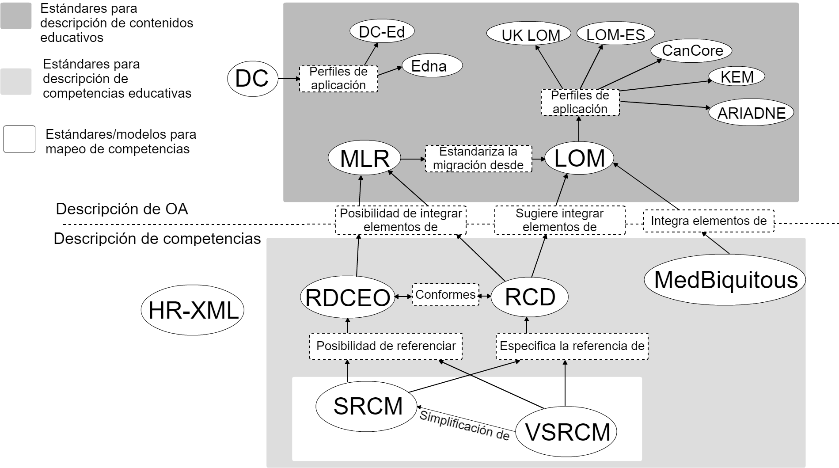 Estándares para
descripción de contenidos
educativos
Estándares para
descripción de
competencias educativas
Estándares/modelos para
mapeo de competencias
DC
Perfiles de
aplicación
DC-Ed
Edna
UK LOM
LOM-ES
CanCore
KEM
ARIADNE
Perfiles de
aplicación
MLR
Estandariza la
migración desde
LOM
Descripción de OA
Descripción de competencias
Posibilidad de integrar
elementos de
Sugiere integrar
elementos de
Integra elementos de
HR-XML
RDCEO
Conformes
RCD
MedBiquitous
Posibilidad de referenciar
Especifica la referencia de
SRCM
Simplificación de
VSRCM